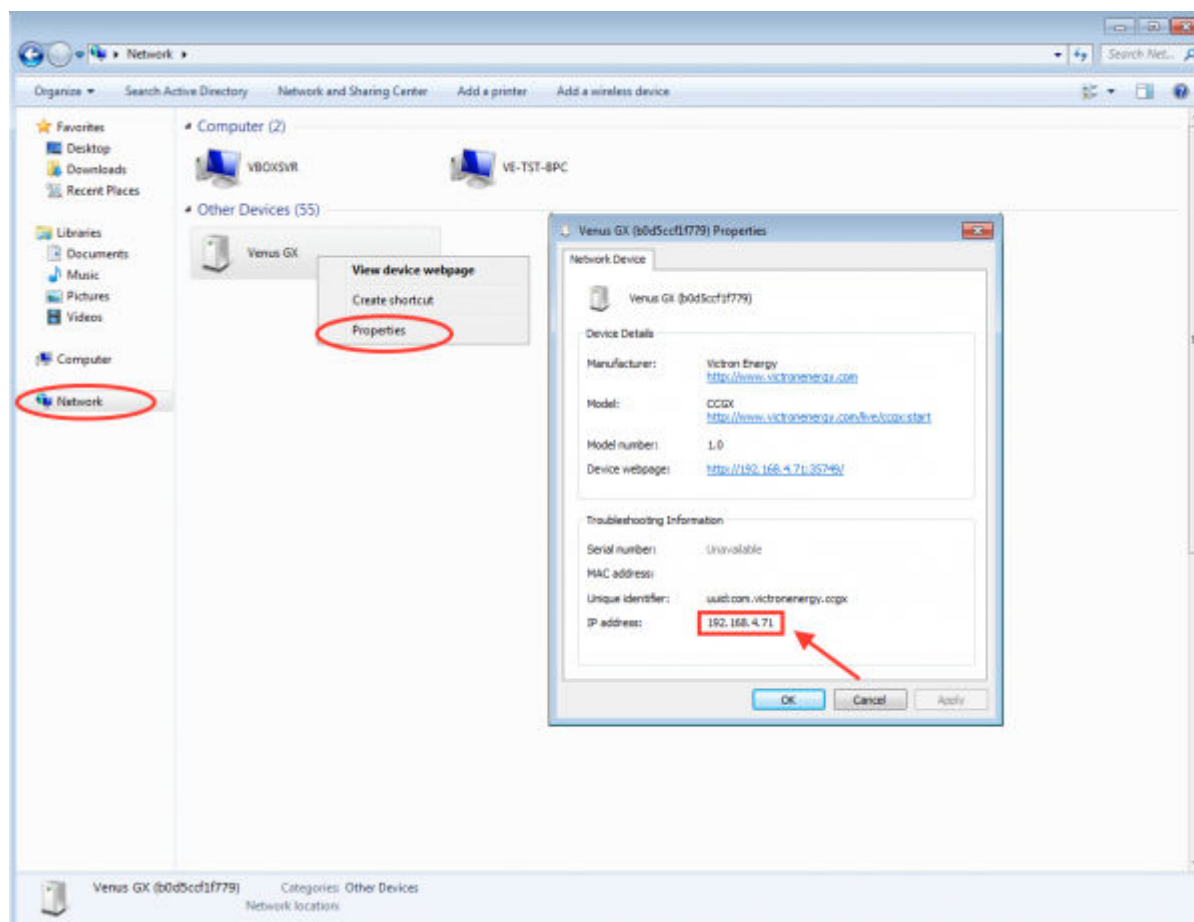 Network
Search Net...
Organize
Search Active Directory
Network and Sharing Center
Add a printer
Add a wireless device
Favorites
Desktop
Downloads
Recent Places
Libraries
Documents
Music
Pictures
Videos
Computer
Network
Computer (2)
VBOXSVR
VE-TST-8PC
Other Devices (55)
Venus GX
View device webpage
Create shortcut
Properties
Venus GX (b0d5ccf1f779) Properties
Network Device
Venus GX (b0d5ccf1f779)
Device Details
Manufacturer: Victron Energy
http://www.victronenergy.com
Model: CCGX
http://www.victronenergy.com/live/ccgx:start
Model number: 1.0
Device webpage: http://192.168.4.71:35749/
Troubleshooting Information
Serial number: Unavailable
MAC address:
Unique identifier: uuid:com.victronenergy.ccgx
IP address: 192.168.4.71
OK
Cancel
Apply
Venus GX (b0d5ccf1f779)
Categories: Other Devices
Network location: